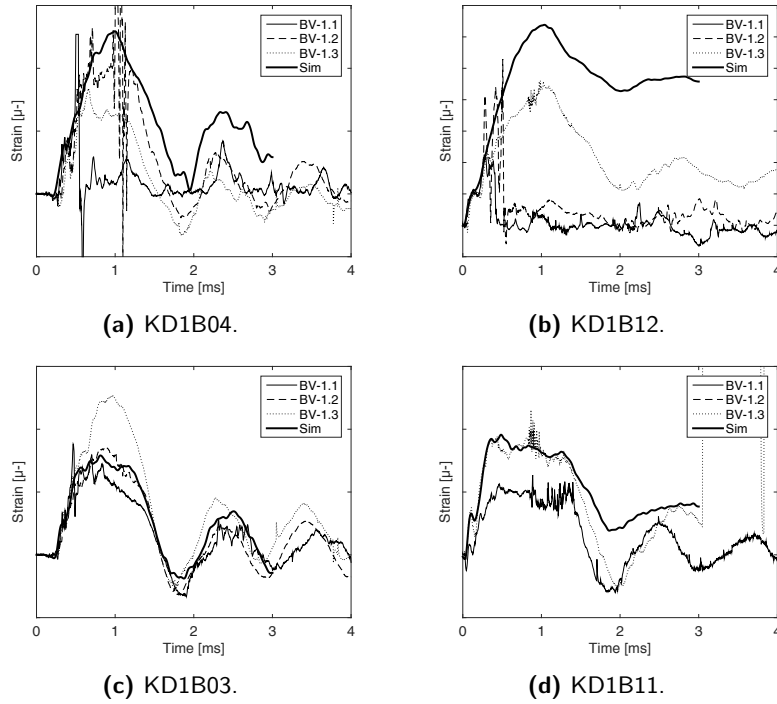 BV-1.1
BV-1.2
BV-1.3
Sim
Strain [µ-]
0 1 2 3 4
Time [ms]
(a) KD1B04.
BV-1.1
BV-1.2
BV-1.3
Sim
Strain [µ-]
0 1 2 3 4
Time [ms]
(b) KD1B12.
BV-1.1
BV-1.2
BV-1.3
Sim
Strain [µ-]
0 1 2 3 4
Time [ms]
(c) KD1B03.
BV-1.1
BV-1.2
BV-1.3
Sim
Strain [µ-]
0 1 2 3 4
Time [ms]
(d) KD1B11.